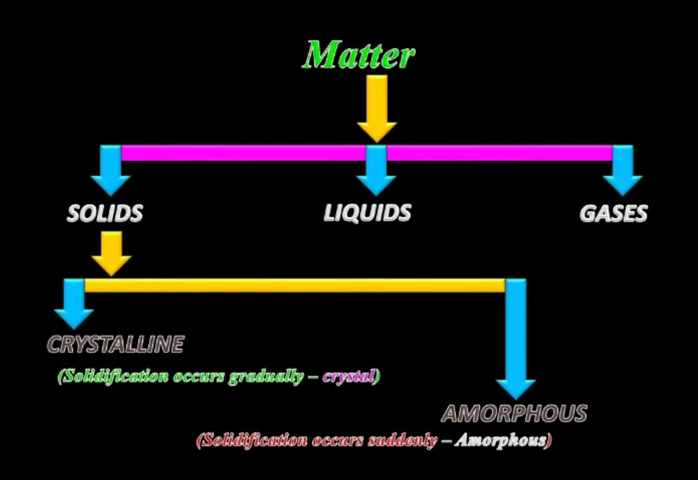 Matter
SOLIDS LIQUIDS GASES
CRYSTALLINE
(Solidification occurs gradually – crystal)
AMORPHOUS
(Solidification occurs suddenly – Amorphous)